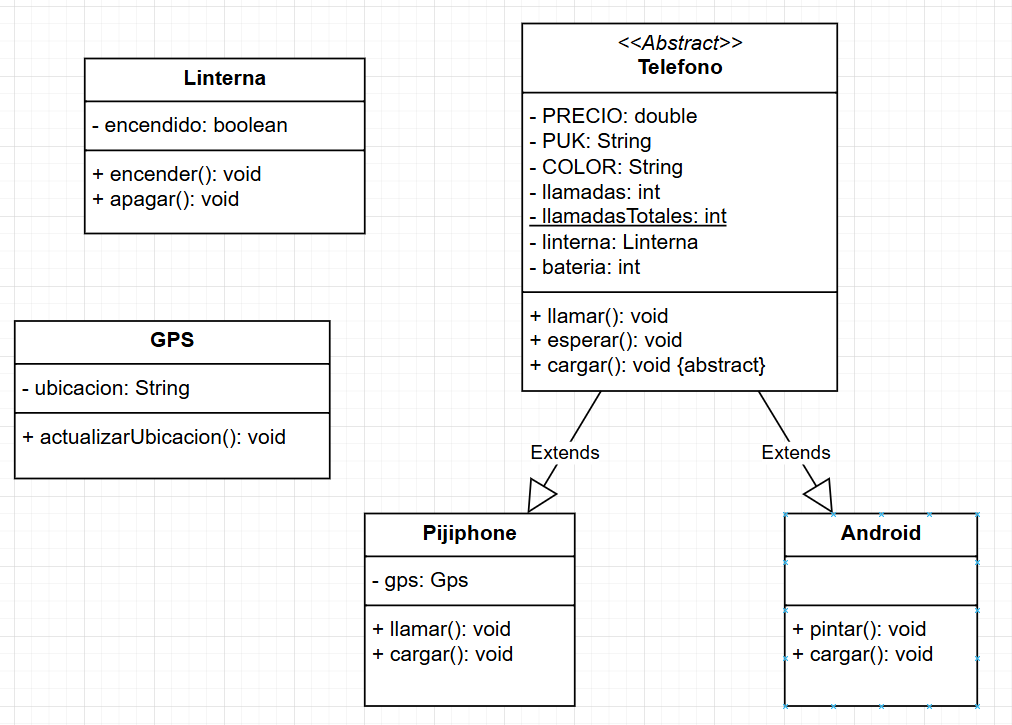 Linterna
- encendido: boolean
+ encender(): void
+ apagar(): void
<<Abstract>>
Telefono
- PRECIO: double
- PUK: String
- COLOR: String
- llamadas: int
- llamadasTotales: int
- linterna: Linterna
- bateria: int
+ llamar(): void
+ esperar(): void
+ cargar(): void {abstract}
GPS
- ubicacion: String
+ actualizarUbicacion(): void
Extends
Extends
Pijiphone
- gps: Gps
+ llamar(): void
+ cargar(): void
Android
+ pintar(): void
+ cargar(): void